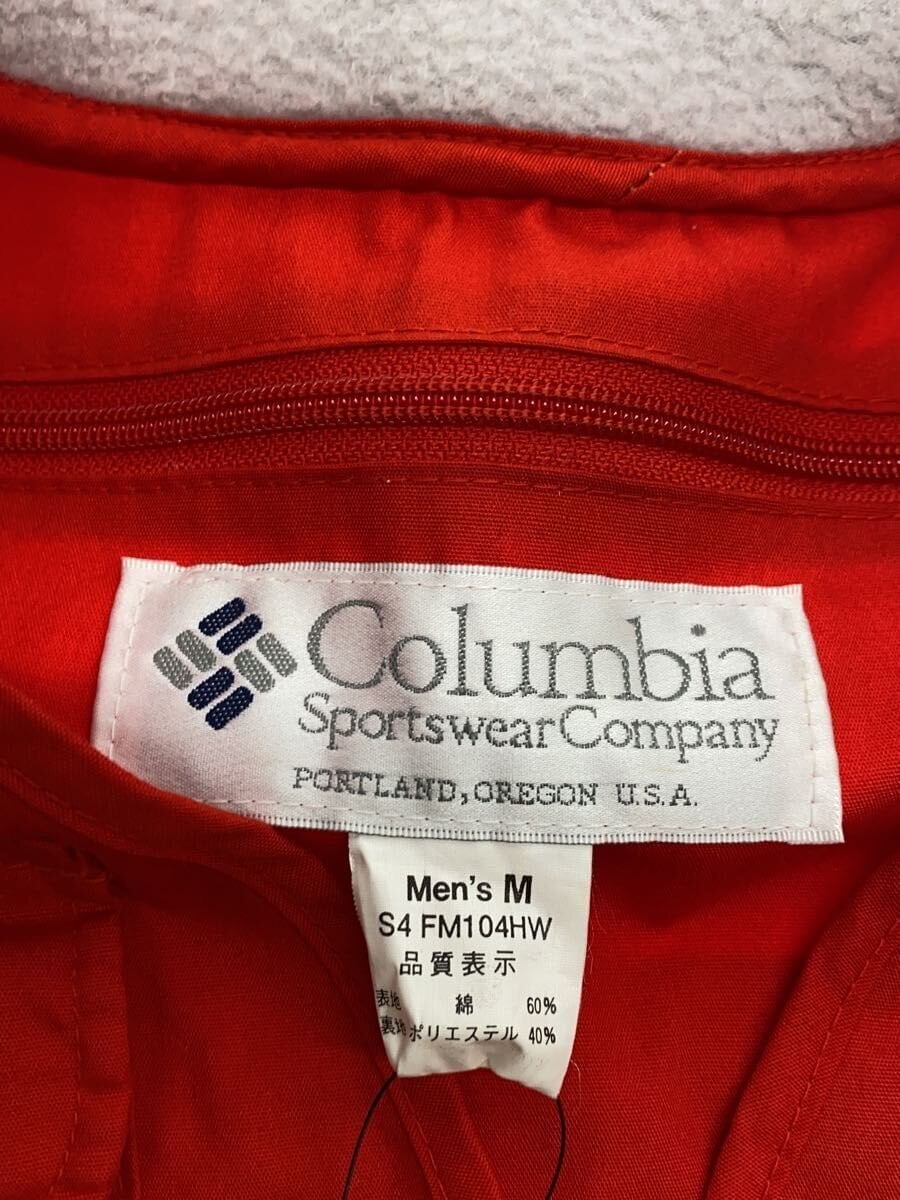 Columbia
Sportswear Company
PORTLAND, OREGON U.S.A.
Men's M
S4 FM104HW
品質表示
表地 綿 60%
裏地 ポリエステル 40%